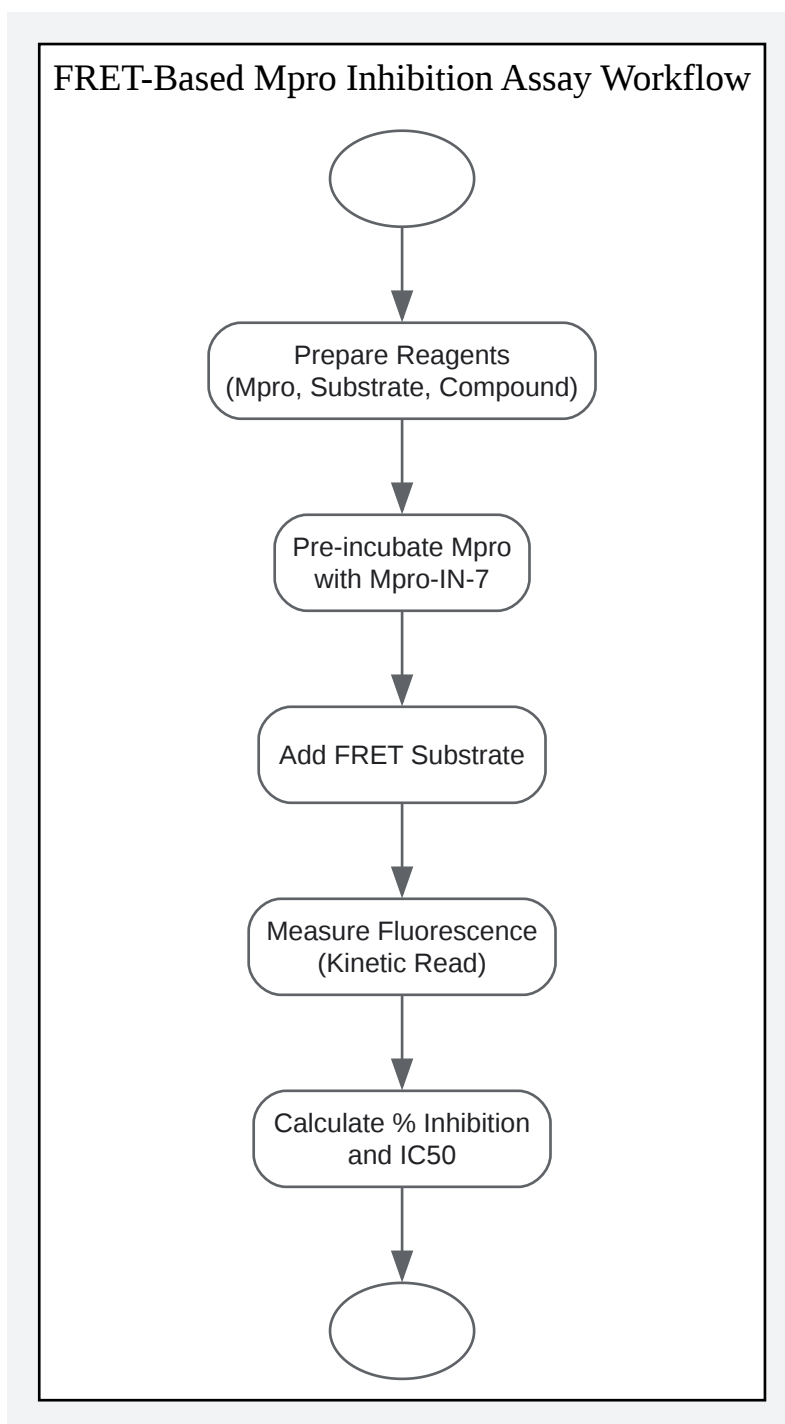 FRET-Based Mpro Inhibition Assay Workflow
Prepare Reagents
(Mpro, Substrate, Compound)
Pre-incubate Mpro
with Mpro-IN-7
Add FRET Substrate
Measure Fluorescence
(Kinetic Read)
Calculate % Inhibition
and IC50